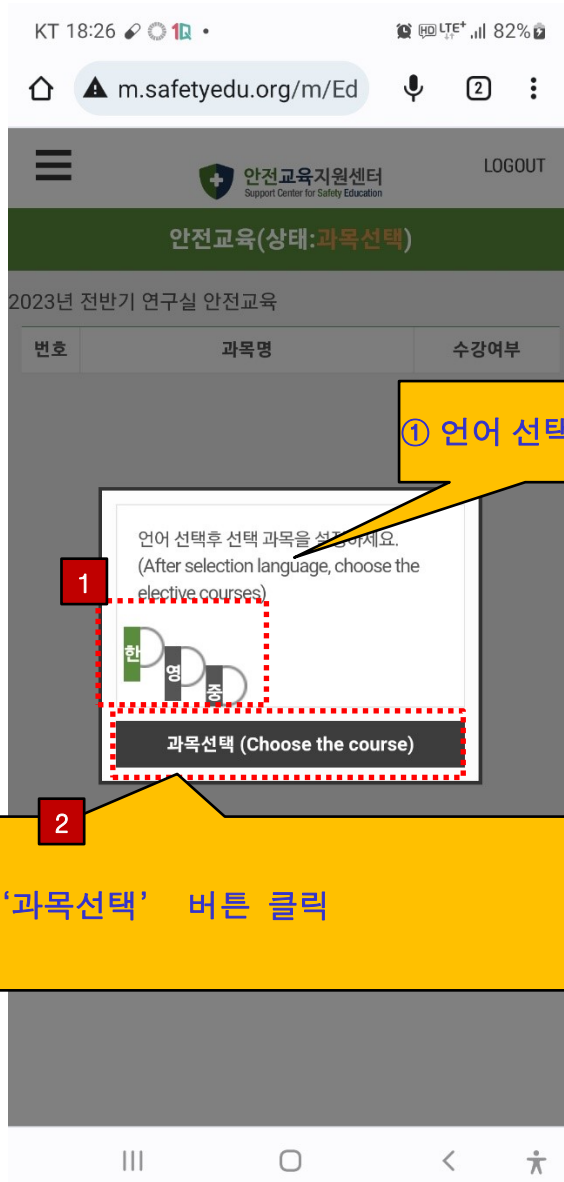 KT 18:26 1Q • HD LTE+ 82%
m.safetyedu.org/m/Ed 2
안전교육지원센터
Support Center for Safety Education
LOGOUT
안전교육(상태:과목선택)
2023년 전반기 연구실 안전교육
번호 과목명 수강여부
① 언어 선택
언어 선택후 선택 과목을 설정하세요.
(After selection language, choose the
elective courses)
1
한
영
중
과목선택 (Choose the course)
2
‘과목선택’ 버튼 클릭